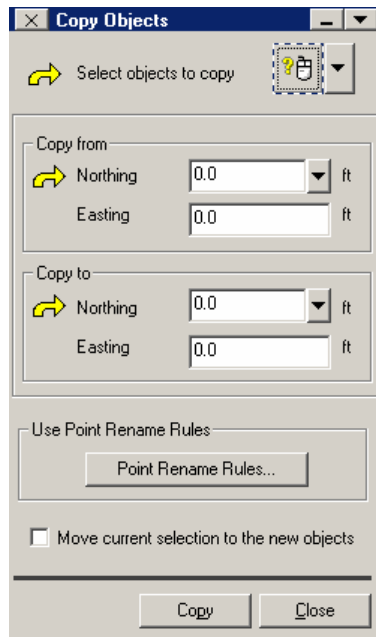 Copy Objects
Select objects to copy
?
Copy from
Northing 0.0 ft
Easting 0.0 ft
Copy to
Northing 0.0 ft
Easting 0.0 ft
Use Point Rename Rules
Point Rename Rules...
Move current selection to the new objects
Copy Close